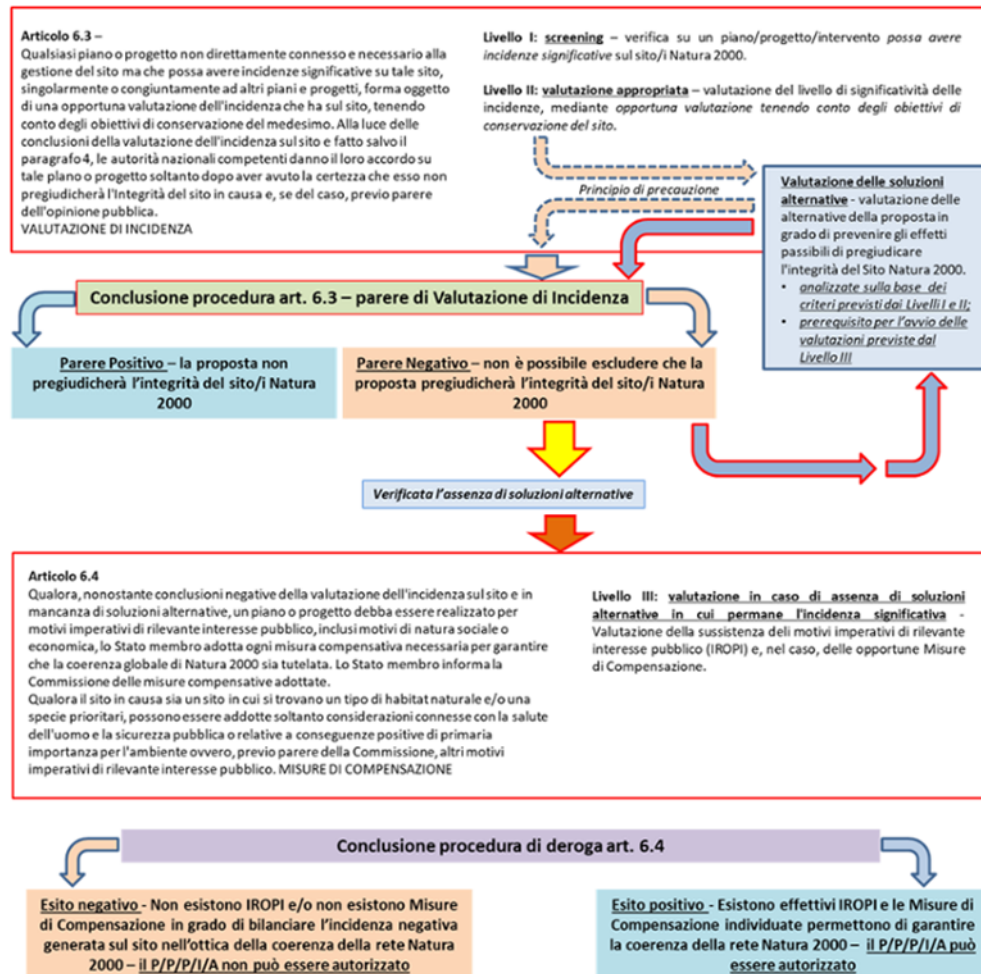 Articolo 6.3 –
Qualsiasi piano o progetto non direttamente connesso e necessario alla
gestione del sito ma che possa avere incidenze significative su tale sito,
singolarmente o congiuntamente ad altri piani e progetti, forma oggetto
di una opportuna valutazione dell'incidenza che ha sul sito, tenendo
conto degli obiettivi di conservazione del medesimo. Alla luce delle
conclusioni della valutazione dell'incidenza sul sito e fatto salvo il
paragrafo 4, le autorità nazionali competenti danno il loro accordo su
tale piano o progetto soltanto dopo aver avuto la certezza che esso non
pregiudicherà l'Integrità del sito in causa e, se del caso, previo parere
dell'opinione pubblica.
VALUTAZIONE DI INCIDENZA
Livello I: screening – verifica su un piano/progetto/intervento possa avere
incidenze significative sul sito/i Natura 2000.
Livello II: valutazione appropriata – valutazione del livello di significatività delle
incidenze, mediante opportuna valutazione tenendo conto degli obiettivi di
conservazione del sito.
Principio di precauzione
Valutazione delle soluzioni
alternative - valutazione delle
alternative della proposta in
grado di prevenire gli effetti
passibili di pregiudicare
l'integrità del Sito Natura 2000.
• analizzate sulla base dei
criteri previsti dai Livelli I e II;
• prerequisito per l'avvio delle
valutazioni previste dal
Livello III
Conclusione procedura art. 6.3 – parere di Valutazione di Incidenza
Parere Positivo – la proposta non
pregiudicherà l'integrità del sito/i Natura
2000
Parere Negativo – non è possibile escludere che la
proposta pregiudicherà l'integrità del sito/i Natura
2000
Verificata l'assenza di soluzioni alternative
Articolo 6.4
Qualora, nonostante conclusioni negative della valutazione dell'incidenza sul sito e in
mancanza di soluzioni alternative, un piano o progetto debba essere realizzato per
motivi imperativi di rilevante interesse pubblico, inclusi motivi di natura sociale o
economica, lo Stato membro adotta ogni misura compensativa necessaria per garantire
che la coerenza globale di Natura 2000 sia tutelata. Lo Stato membro informa la
Commissione delle misure compensative adottate.
Qualora il sito in causa sia un sito in cui si trovano un tipo di habitat naturale e/o una
specie prioritari, possono essere addotte soltanto considerazioni connesse con la salute
dell'uomo e la sicurezza pubblica o relative a conseguenze positive di primaria
importanza per l'ambiente ovvero, previo parere della Commissione, altri motivi
imperativi di rilevante interesse pubblico. MISURE DI COMPENSAZIONE
Livello III: valutazione in caso di assenza di soluzioni
alternative in cui permane l'incidenza significativa -
Valutazione della sussistenza deli motivi imperativi di rilevante
interesse pubblico (IROPI) e, nel caso, delle opportune Misure
di Compensazione.
Conclusione procedura di deroga art. 6.4
Esito negativo - Non esistono IROPI e/o non esistono Misure
di Compensazione in grado di bilanciare l'incidenza negativa
generata sul sito nell'ottica della coerenza della rete Natura
2000 – il P/P/P/I/A non può essere autorizzato
Esito positivo - Esistono effettivi IROPI e le Misure di
Compensazione individuate permettono di garantire
la coerenza della rete Natura 2000 – il P/P/P/I/A può
essere autorizzato